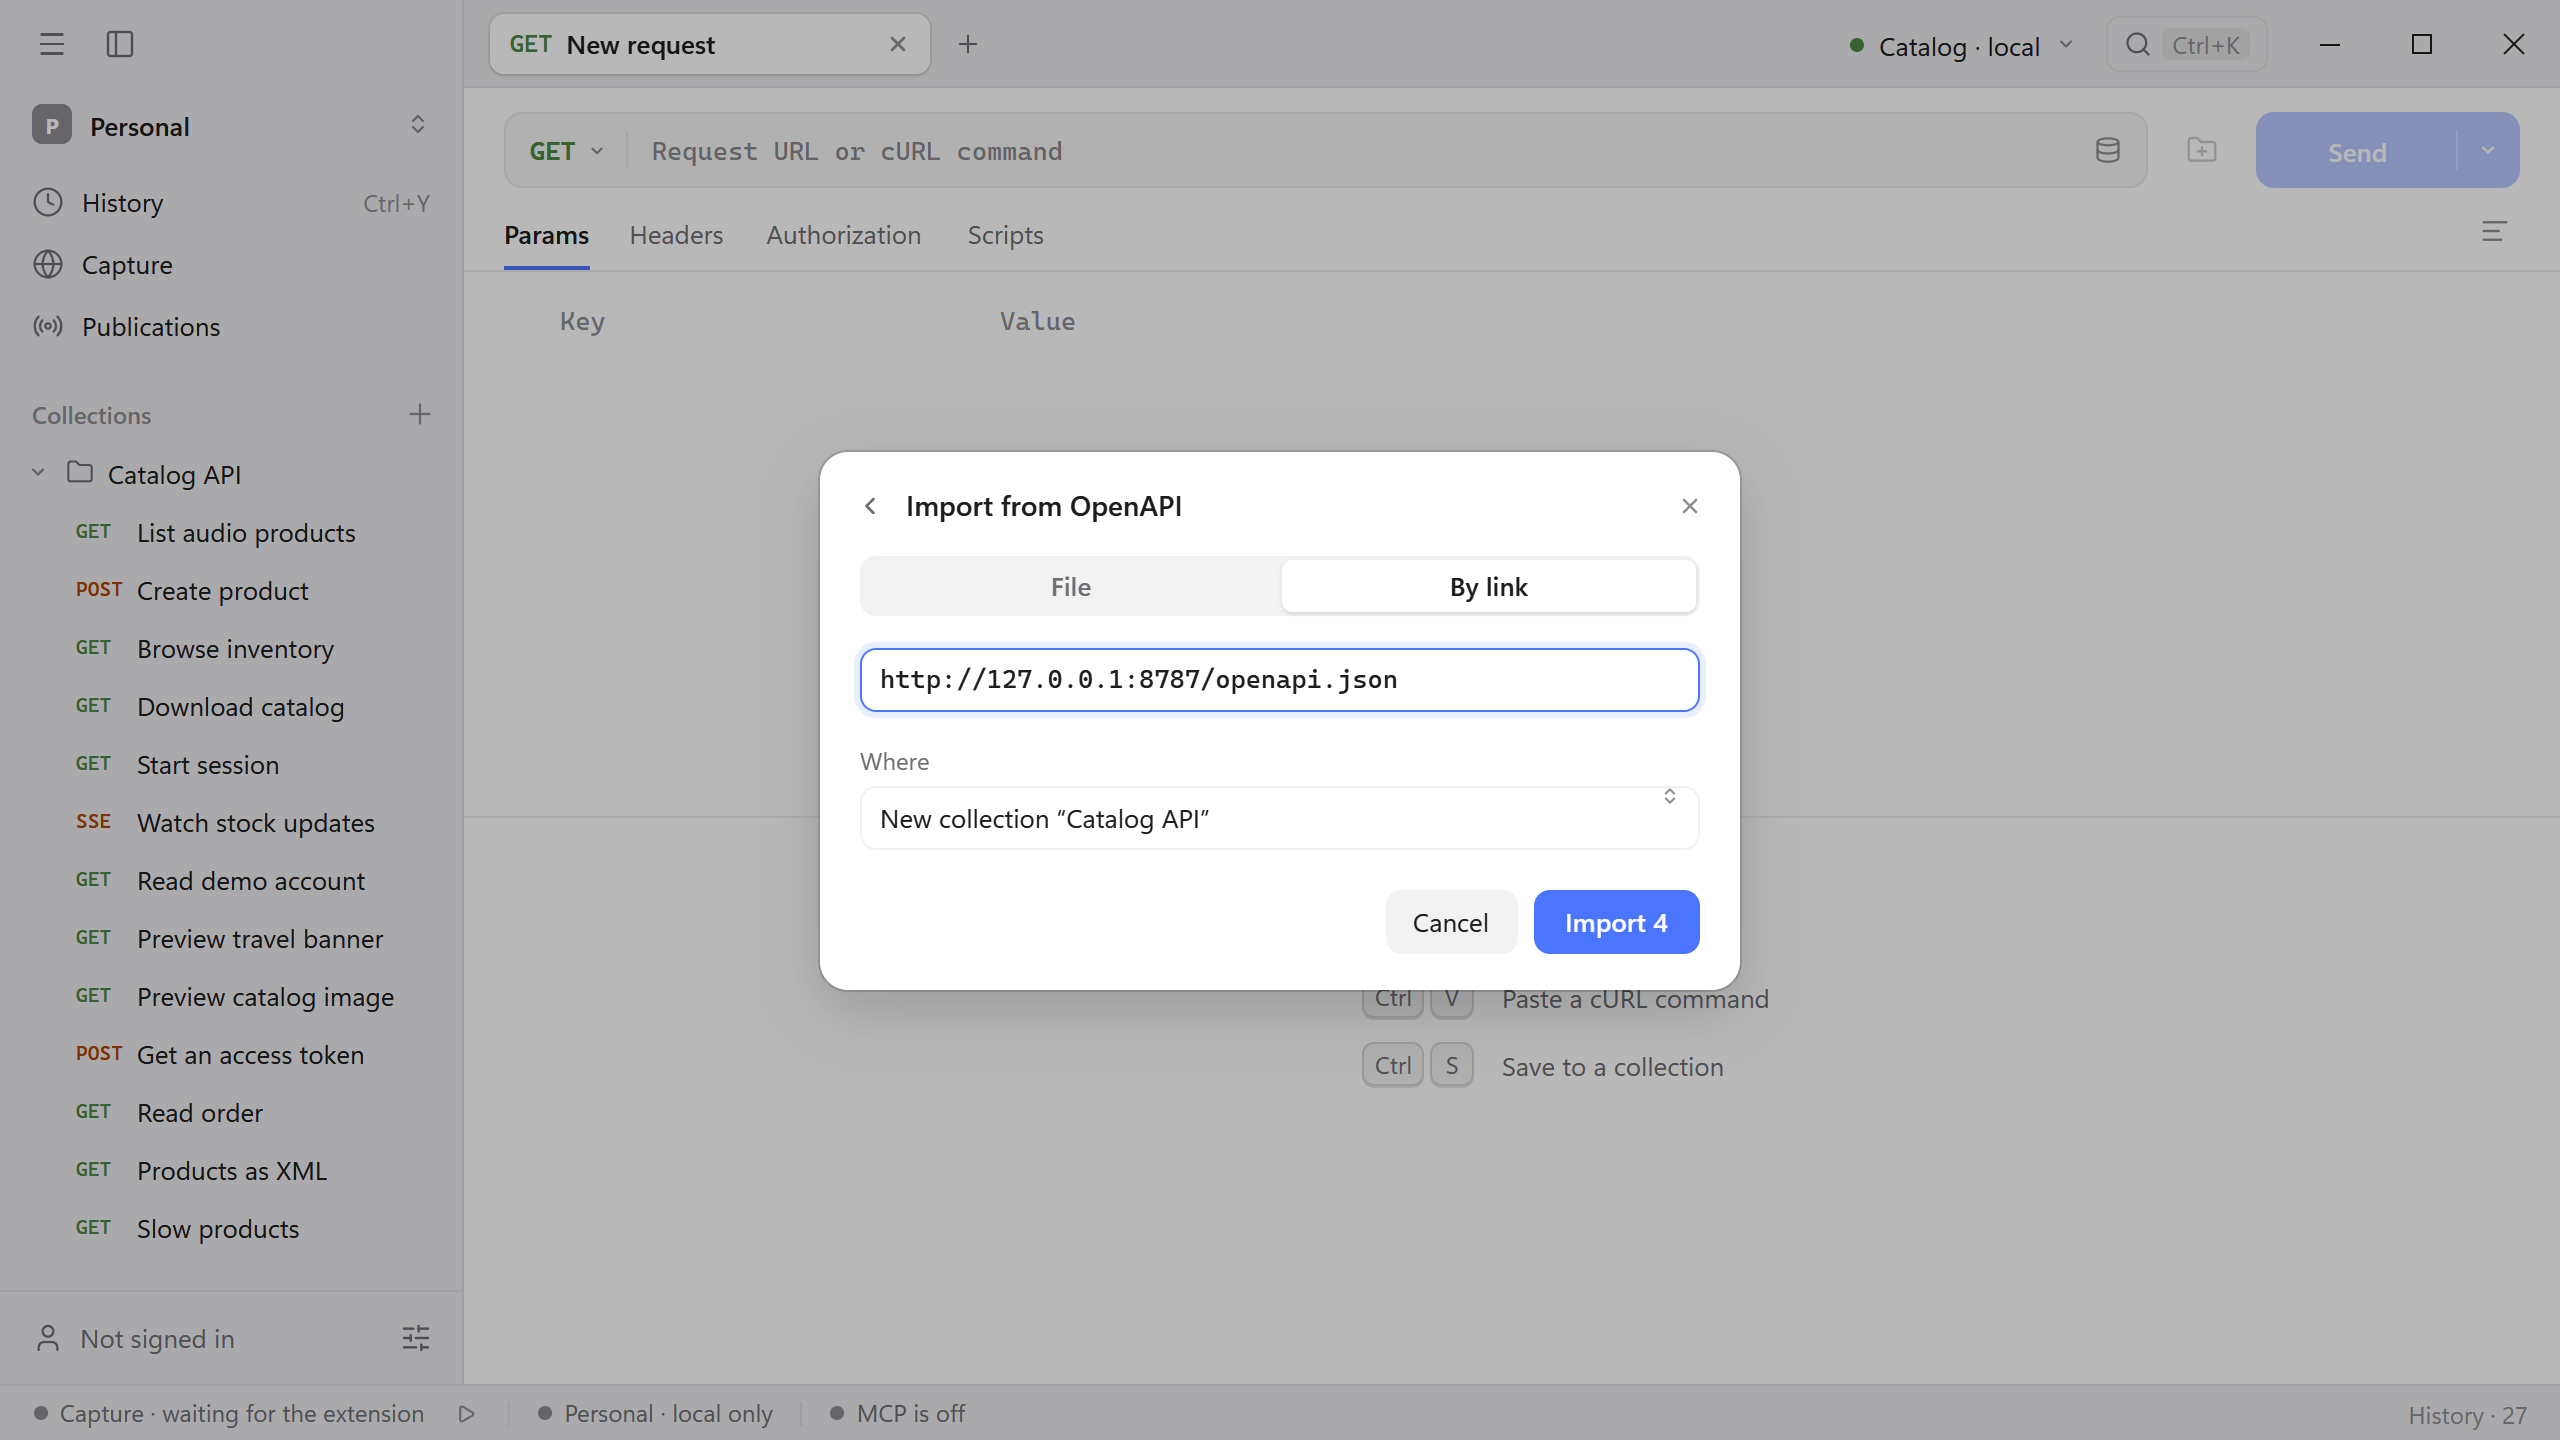 GET New request
Catalog · local
Ctrl+K
P Personal
History Ctrl+Y
Capture
Publications
Collections
Catalog API
GET List audio products
POST Create product
GET Browse inventory
GET Download catalog
GET Start session
SSE Watch stock updates
GET Read demo account
GET Preview travel banner
GET Preview catalog image
POST Get an access token
GET Read order
GET Products as XML
GET Slow products
Not signed in
GET Request URL or cURL command
Send
Params Headers Authorization Scripts
Key Value
Import from OpenAPI
File By link
http://127.0.0.1:8787/openapi.json
Where
New collection “Catalog API”
Cancel Import 4
Ctrl V Paste a cURL command
Ctrl S Save to a collection
Capture · waiting for the extension
Personal · local only
MCP is off
History · 27